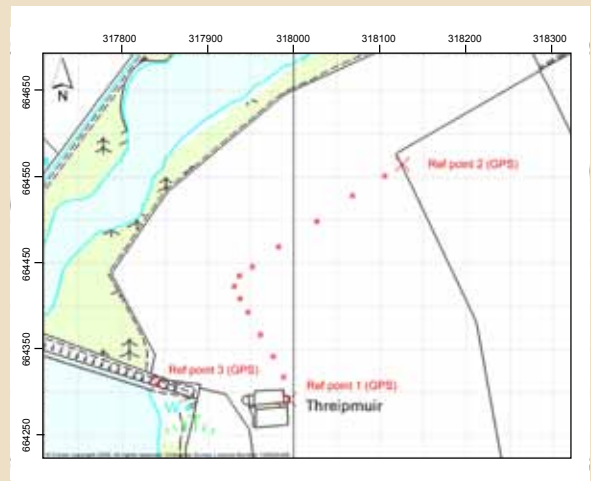 317800 317900 318000 318100 318200 318300
664650
N
664550
Ref point 2 (GPS)
664450
664350
Ref point 3 (GPS)
Ref point 1 (GPS)
Threipmuir
W
664250